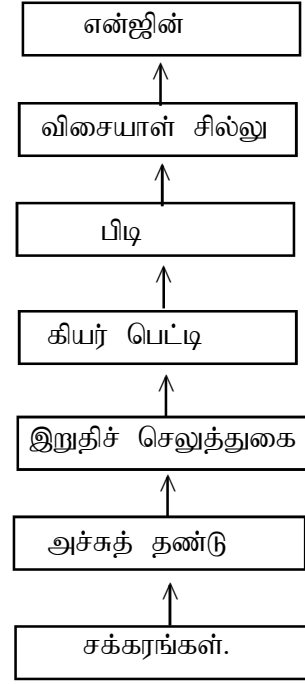 என்ஜின்
விசையாள் சில்லு
பிடி
கியர் பெட்டி
இறுதிச் செலுத்துகை
அச்சுத் தண்டு
சக்கரங்கள்.